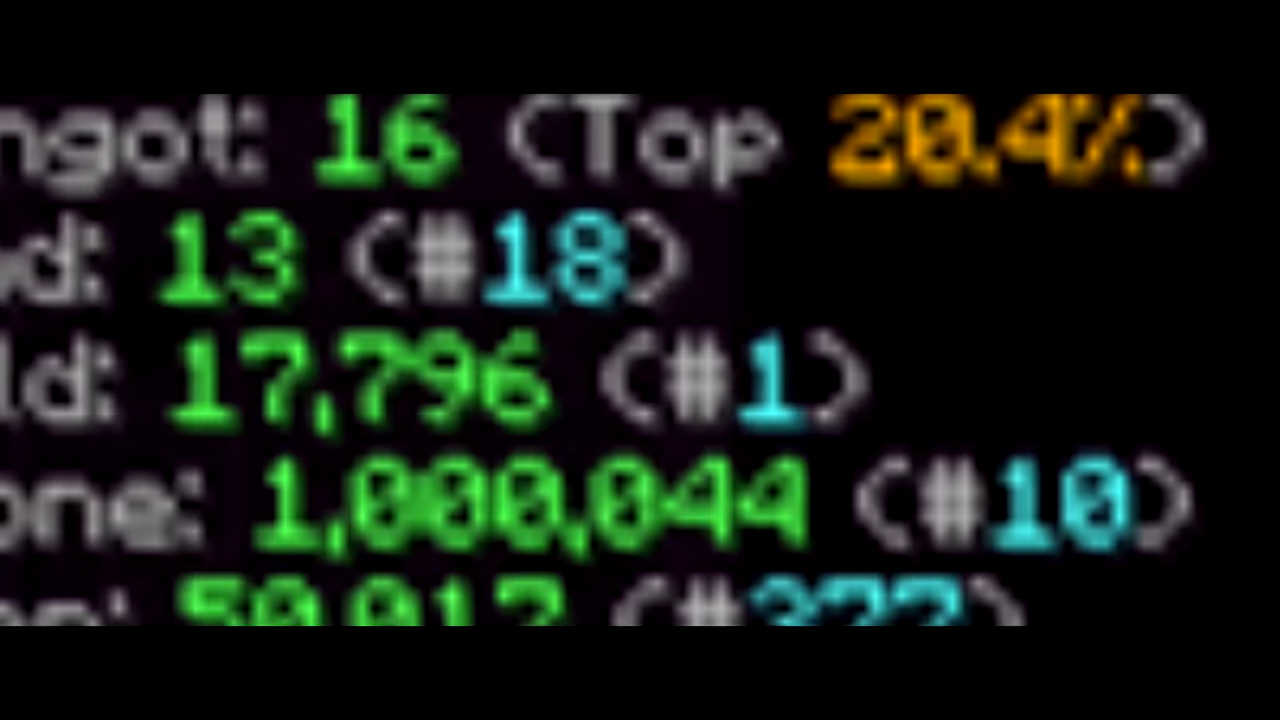 ngot: 16 (Top 20.4%)
d: 13 (#18)
ld: 17,796 (#1)
one: 1,000,044 (#10)